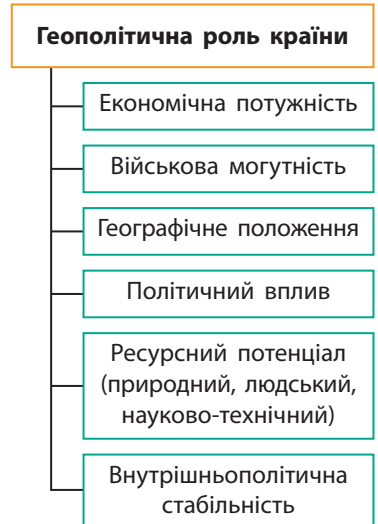 Геополітична роль країни
Економічна потужність
Військова могутність
Географічне положення
Політичний вплив
Ресурсний потенціал
(природний, людський,
науково-технічний)
Внутрішньополітична
стабільність